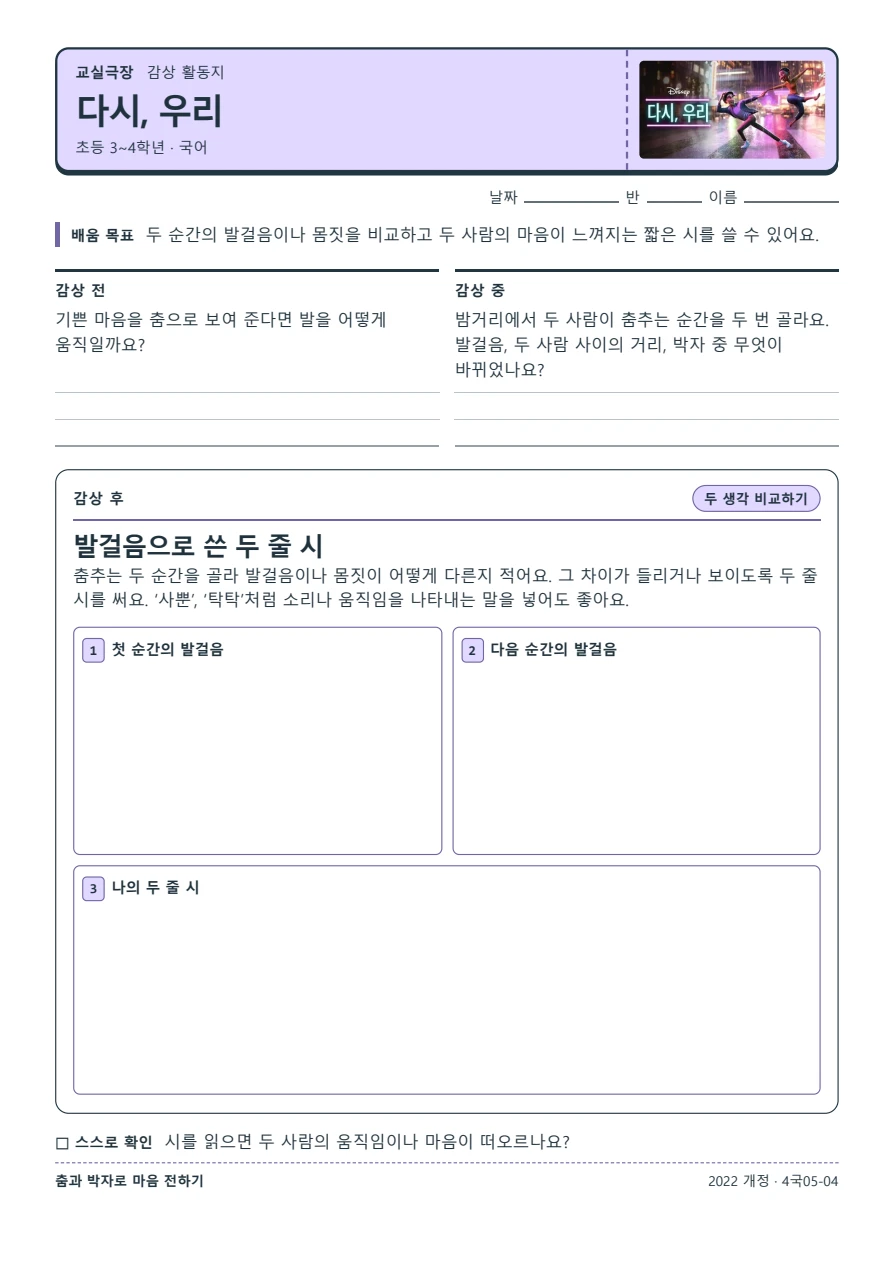 교실극장 감상 활동지
다시, 우리
초등 3~4학년 · 국어
Disney
다시, 우리
날짜 반 이름
배움 목표 두 순간의 발걸음이나 몸짓을 비교하고 두 사람의 마음이 느껴지는 짧은 시를 쓸 수 있어요.
감상 전
기쁜 마음을 춤으로 보여 준다면 발을 어떻게
움직일까요?
감상 중
밤거리에서 두 사람이 춤추는 순간을 두 번 골라요.
발걸음, 두 사람 사이의 거리, 박자 중 무엇이
바뀌었나요?
감상 후
두 생각 비교하기
발걸음으로 쓴 두 줄 시
춤추는 두 순간을 골라 발걸음이나 몸짓이 어떻게 다른지 적어요. 그 차이가 들리거나 보이도록 두 줄
시를 써요. ‘사뿐’, ‘탁탁’처럼 소리나 움직임을 나타내는 말을 넣어도 좋아요.
1 첫 순간의 발걸음
2 다음 순간의 발걸음
3 나의 두 줄 시
☐ 스스로 확인 시를 읽으면 두 사람의 움직임이나 마음이 떠오르나요?
춤과 박자로 마음 전하기
2022 개정 · 4국05-04